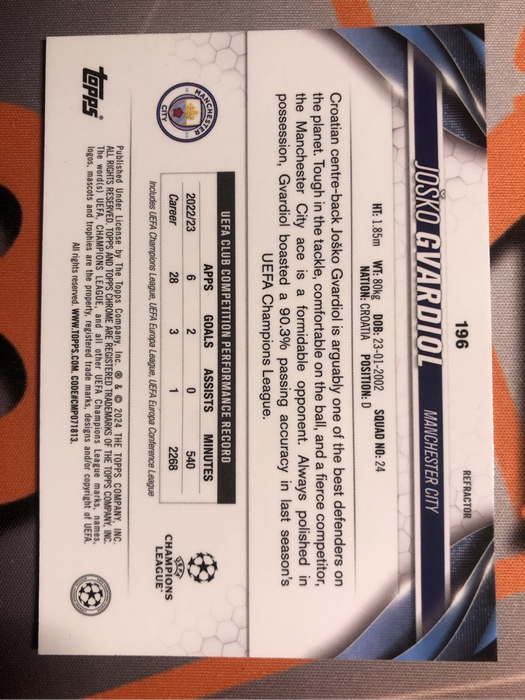 196
REFRACTOR
JOŠKO GVARDIOL MANCHESTER CITY
HT: 1.85m WT: 80kg DOB: 23-01-2002 SQUAD NO: 24
NATION: CROATIA POSITION: D
Croatian centre-back Joško Gvardiol is arguably one of the best defenders on
the planet. Tough in the tackle, comfortable on the ball, and a fierce competitor,
the Manchester City ace is a formidable opponent. Always polished in
possession, Gvardiol boasted a 90.3% passing accuracy in last season's
UEFA Champions League.
MANCHESTER
CITY
UEFA CLUB COMPETITION PERFORMANCE RECORD
APPS GOALS ASSISTS MINUTES
2022/23 6 2 0 540
Career 28 3 1 2268
Includes UEFA Champions League, UEFA Europa League, UEFA Europa Conference League
UEFA
CHAMPIONS
LEAGUE
topps
Published Under License by The Topps Company, Inc. ® & © 2024 THE TOPPS COMPANY, INC.
ALL RIGHTS RESERVED. TOPPS AND TOPPS CHROME ARE REGISTERED TRADEMARKS OF THE TOPPS COMPANY, INC.
The word(s) UEFA, CHAMPIONS LEAGUE, and all other UEFA Champions League marks, names,
logos, mascots and trophies are the property, registered trade marks, designs and/or copyright of UEFA.
All rights reserved. WWW.TOPPS.COM. CODE#CMP071813.